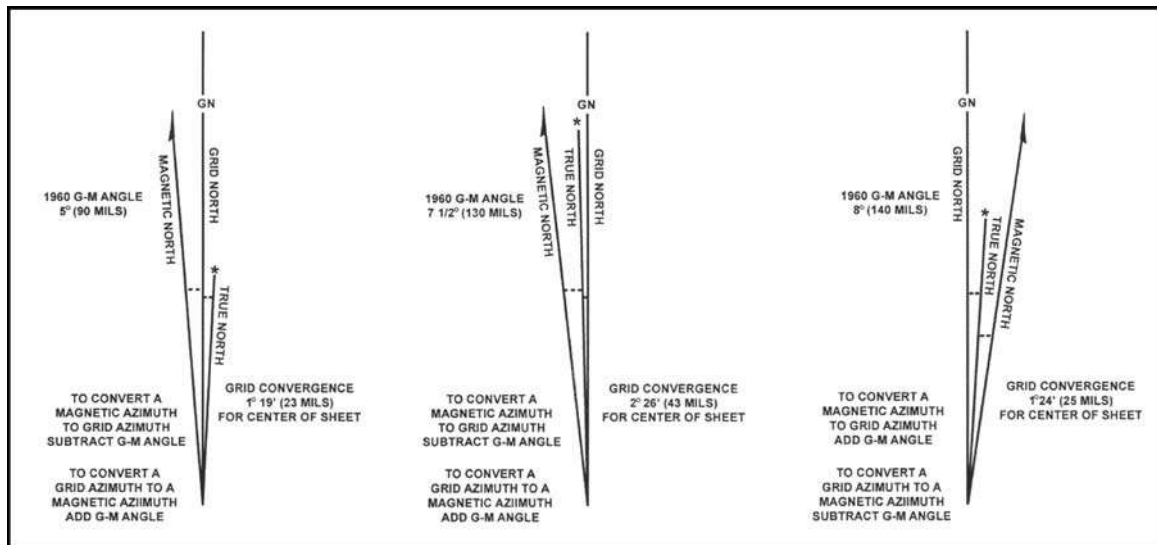 GN
MAGNETIC NORTH
GRID NORTH
1960 G-M ANGLE
5° (90 MILS)
*
TRUE NORTH
GRID CONVERGENCE
1° 19' (23 MILS)
FOR CENTER OF SHEET
TO CONVERT A
MAGNETIC AZIMUTH
TO GRID AZIMUTH
SUBTRACT G-M ANGLE
TO CONVERT A
GRID AZIMUTH TO A
MAGNETIC AZIIMUTH
ADD G-M ANGLE
GN
*
MAGNETIC NORTH
TRUE NORTH
GRID NORTH
1960 G-M ANGLE
7 1/2° (130 MILS)
GRID CONVERGENCE
2° 26' (43 MILS)
FOR CENTER OF SHEET
TO CONVERT A
MAGNETIC AZIMUTH
TO GRID AZIMUTH
SUBTRACT G-M ANGLE
TO CONVERT A
GRID AZIMUTH TO A
MAGNETIC AZIIMUTH
ADD G-M ANGLE
GN
GRID NORTH
1960 G-M ANGLE
8° (140 MILS)
*
TRUE NORTH
MAGNETIC NORTH
GRID CONVERGENCE
1°24' (25 MILS)
FOR CENTER OF SHEET
TO CONVERT A
MAGNETIC AZIMUTH
TO GRID AZIMUTH
ADD G-M ANGLE
TO CONVERT A
GRID AZIMUTH TO A
MAGNETIC AZIIMUTH
SUBTRACT G-M ANGLE